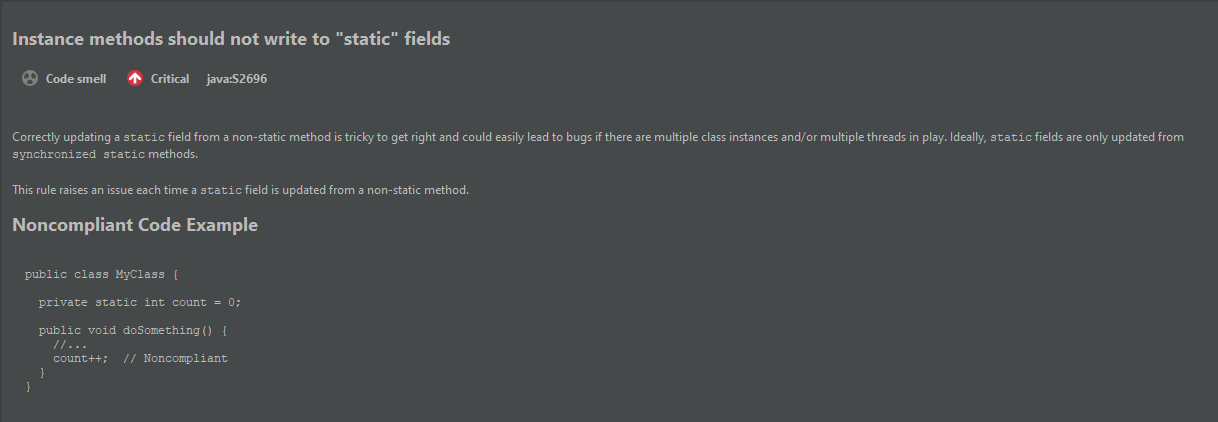 Instance methods should not write to "static" fields
Code smell Critical java:S2696
Correctly updating a static field from a non-static method is tricky to get right and could easily lead to bugs if there are multiple class instances and/or multiple threads in play. Ideally, static fields are only updated from
synchronized static methods.
This rule raises an issue each time a static field is updated from a non-static method.
Noncompliant Code Example
public class MyClass {
private static int count = 0;
public void doSomething() {
//...
count++;  // Noncompliant
}
}